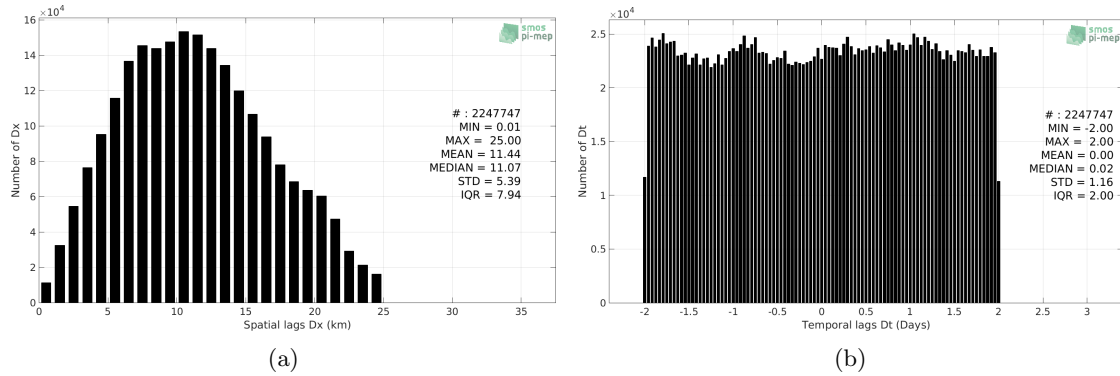 ×10⁴
16
14
12
10
8
6
4
2
0
Number of Dx
0 5 10 15 20 25 30 35
Spatial lags Dx (km)
smos
pi-mep
# : 2247747
MIN = 0.01
MAX = 25.00
MEAN = 11.44
MEDIAN = 11.07
STD = 5.39
IQR = 7.94
(a)
×10⁴
2.5
2
1.5
1
0.5
0
Number of Dt
-2 -1.5 -1 -0.5 0 0.5 1 1.5 2 2.5 3
Temporal lags Dt (Days)
smos
pi-mep
# : 2247747
MIN = -2.00
MAX = 2.00
MEAN = 0.00
MEDIAN = 0.02
STD = 1.16
IQR = 2.00
(b)